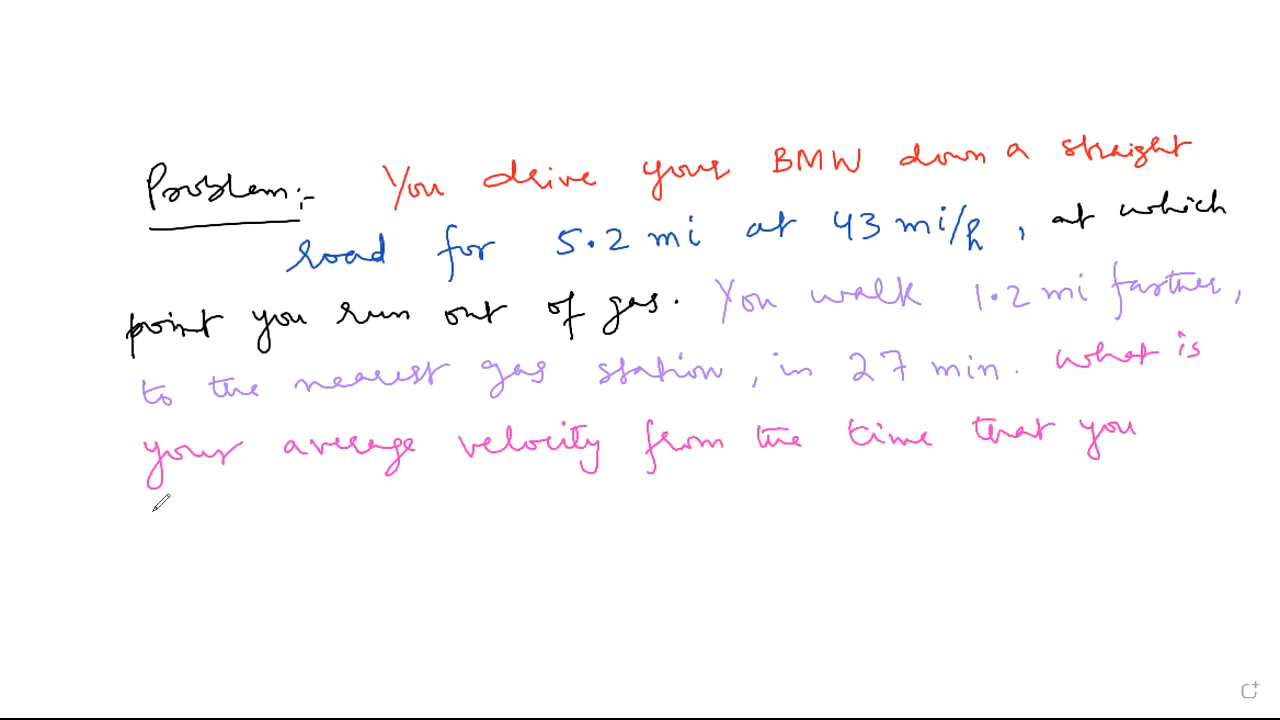 Problem:- You drive your BMW down a straight
road for 5.2 mi at 43 mi/h, at which
point you run out of gas. You walk 1.2 mi farther,
to the nearest gas station, in 27 min. What is
your average velocity from the time that you